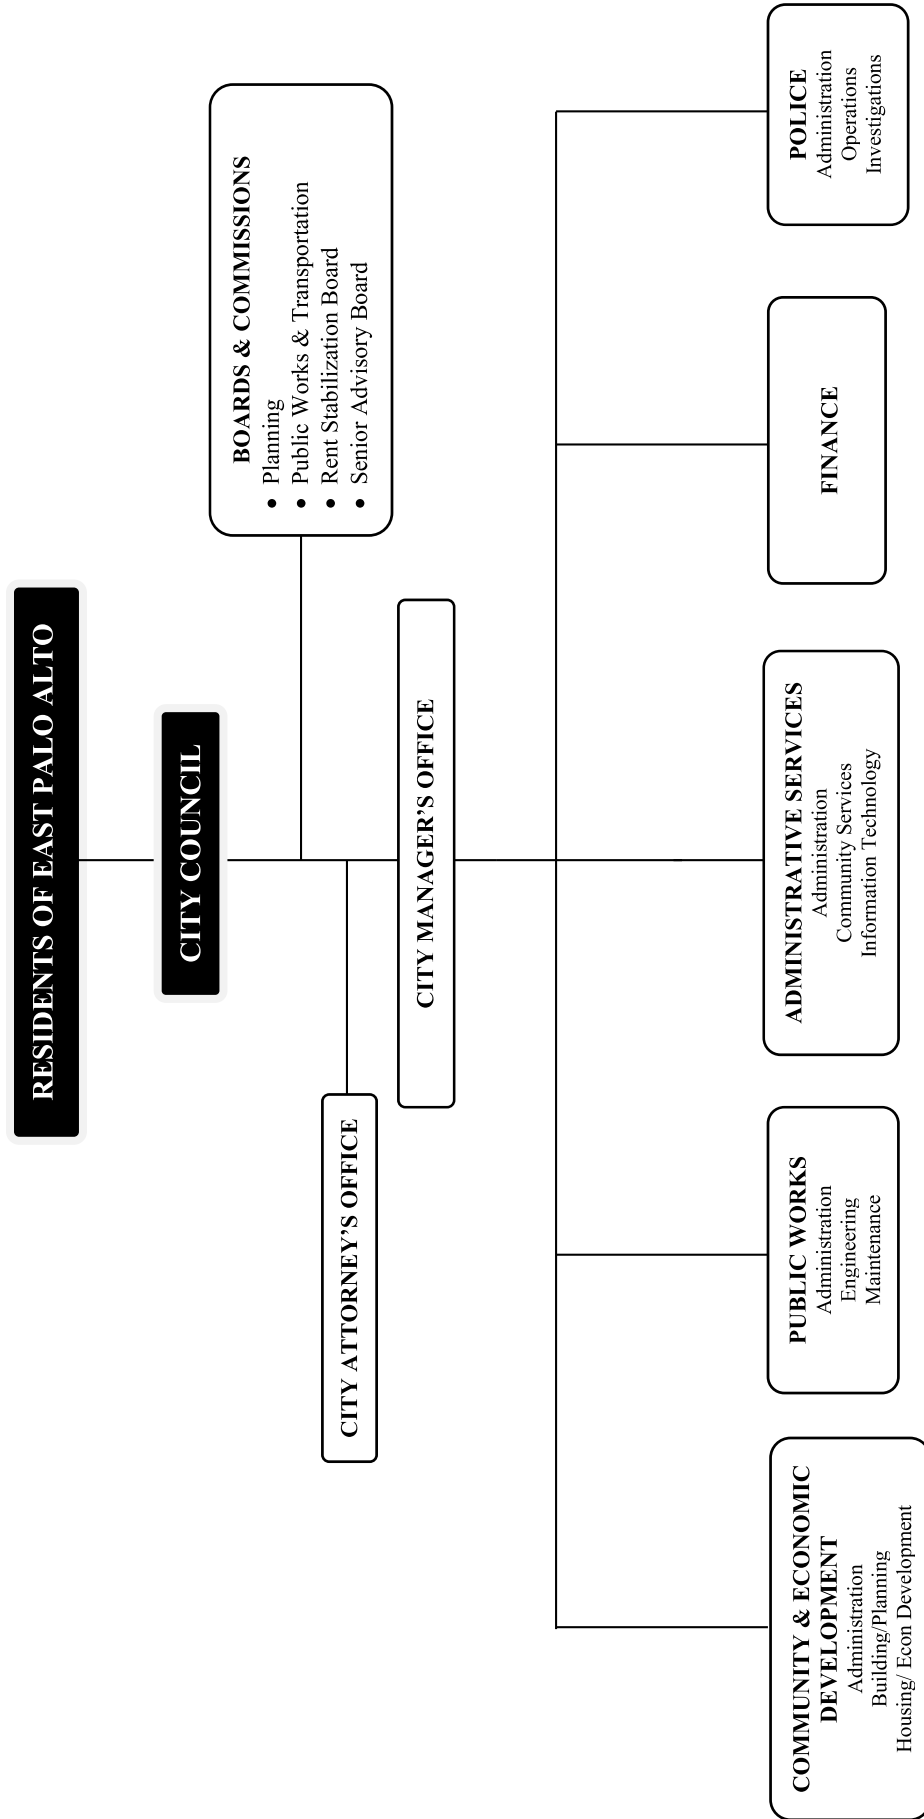 RESIDENTS OF EAST PALO ALTO
CITY COUNCIL
BOARDS & COMMISSIONS
• Planning
• Public Works & Transportation
• Rent Stabilization Board
• Senior Advisory Board
CITY ATTORNEY’S OFFICE
CITY MANAGER’S OFFICE
COMMUNITY & ECONOMIC
DEVELOPMENT
Administration
Building/Planning
Housing/ Econ Development
PUBLIC WORKS
Administration
Engineering
Maintenance
ADMINISTRATIVE SERVICES
Administration
Community Services
Information Technology
FINANCE
POLICE
Administration
Operations
Investigations